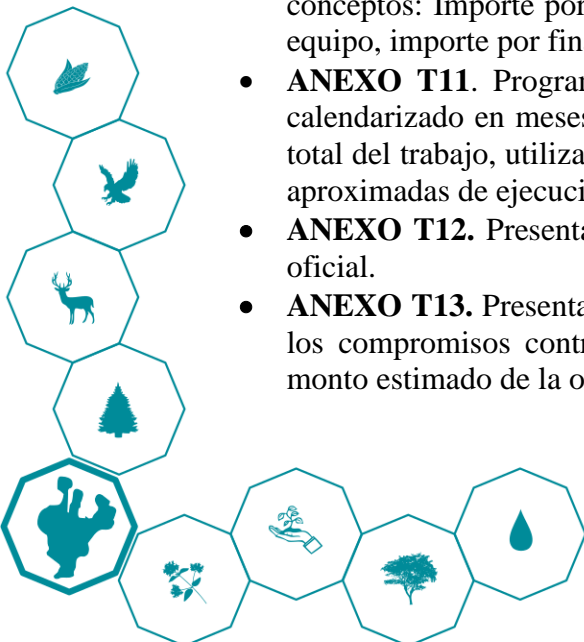 conceptos: Importe por
equipo, importe por fin
• ANEXO T11. Progran
calendarizado en meses
total del trabajo, utiliza
aproximadas de ejecuci
• ANEXO T12. Presenta
oficial.
• ANEXO T13. Presenta
los compromisos contr
monto estimado de la o